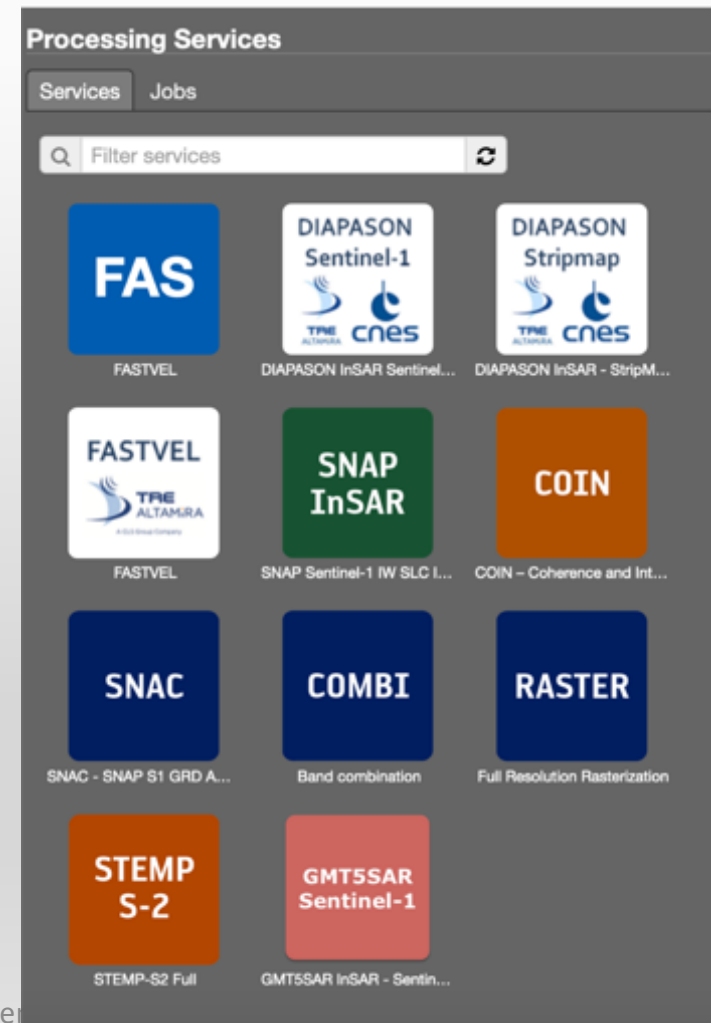 Processing Services
Services Jobs
Filter services
FAS
FASTVEL
DIAPASON
Sentinel-1
TRE
ALTAMIRA
cnes
DIAPASON InSAR Sentinel...
DIAPASON
Stripmap
TRE
ALTAMIRA
cnes
DIAPASON InSAR - StripM...
FASTVEL
TRE
ALTAMIRA
A CLS Group Company
FASTVEL
SNAP
InSAR
SNAP Sentinel-1 IW SLC I...
COIN
COIN – Coherence and Int...
SNAC
SNAC - SNAP S1 GRD A...
COMBI
Band combination
RASTER
Full Resolution Rasterization
STEMP
S-2
STEMP-S2 Full
GMT5SAR
Sentinel-1
GMT5SAR InSAR - Sentin...